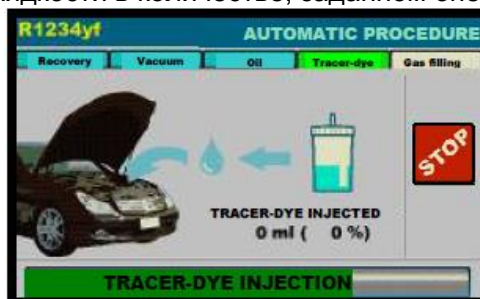 R1234yf
AUTOMATIC PROCEDURE
Recovery Vacuum Oil Tracer-dye Gas filling
STOP
TRACER-DYE INJECTED
0 ml ( 0 %)
TRACER-DYE INJECTION